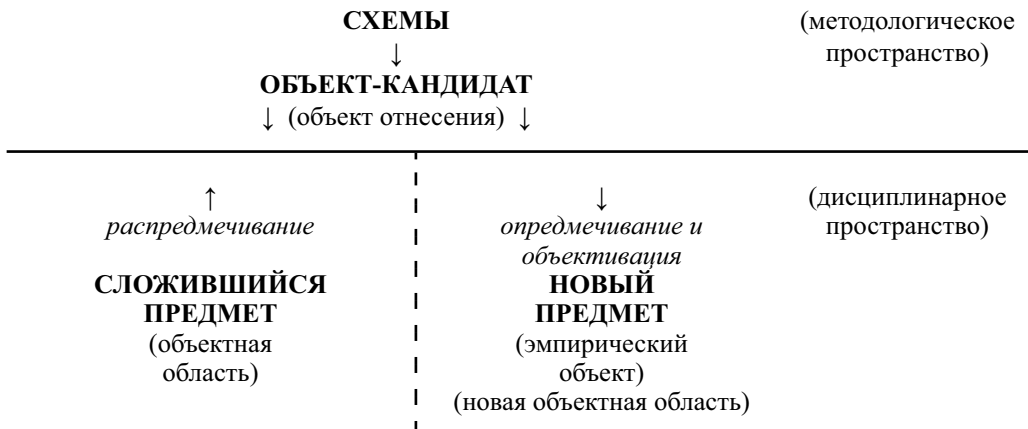 СХЕМЫ (методологическое
↓ пространство)
ОБЪЕКТ-КАНДИДАТ
↓ (объект отнесения) ↓
↑ ↓ (дисциплинарное
распредмечивание опредмечивание и пространство)
объективация
СЛОЖИВШИЙСЯ НОВЫЙ
ПРЕДМЕТ ПРЕДМЕТ
(объектная (эмпирический
область) объект)
(новая объектная область)